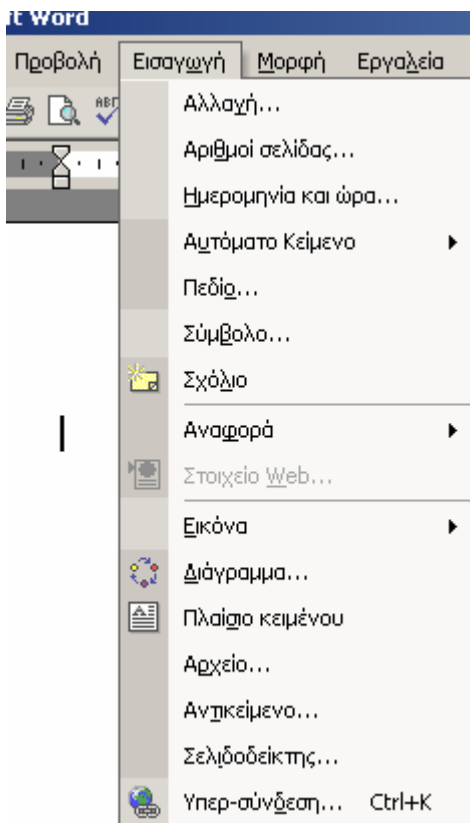 it Word
Προβολή Εισαγωγή Μορφή Εργαλεία
Αλλαγή...
Αριθμοί σελίδας...
Ημερομηνία και ώρα...
Αυτόματο Κείμενο
Πεδίο...
Σύμβολο...
Σχόλιο
Αναφορά
Στοιχείο Web...
Εικόνα
Διάγραμμα...
Πλαίσιο κειμένου
Αρχείο...
Αντικείμενο...
Σελιδοδείκτης...
Υπερ-σύνδεση... Ctrl+K